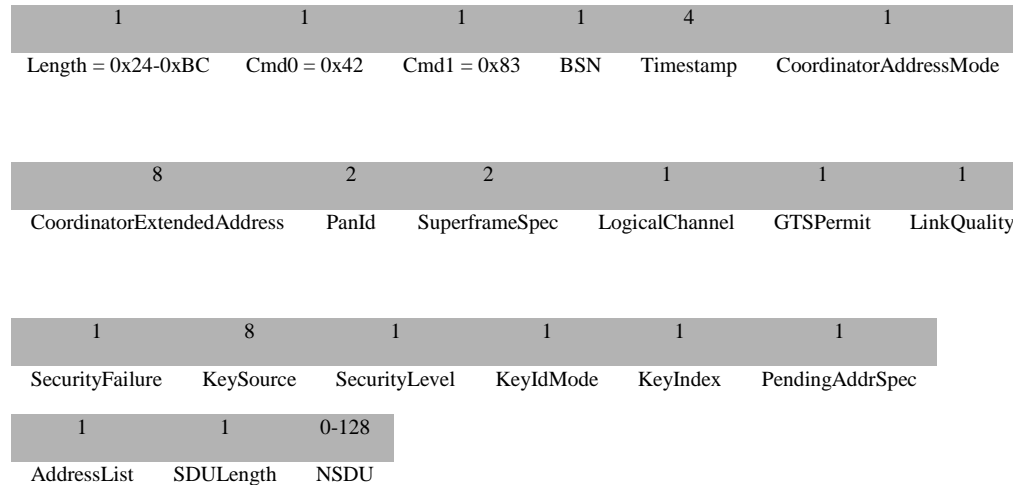 1 1 1 1 4 1
Length = 0x24-0xBC Cmd0 = 0x42 Cmd1 = 0x83 BSN Timestamp CoordinatorAddressMode
8 2 2 1 1 1
CoordinatorExtendedAddress PanId SuperframeSpec LogicalChannel GTSPermit LinkQuality
1 8 1 1 1 1
SecurityFailure KeySource SecurityLevel KeyIdMode KeyIndex PendingAddrSpec
1 1 0-128
AddressList SDULength NSDU